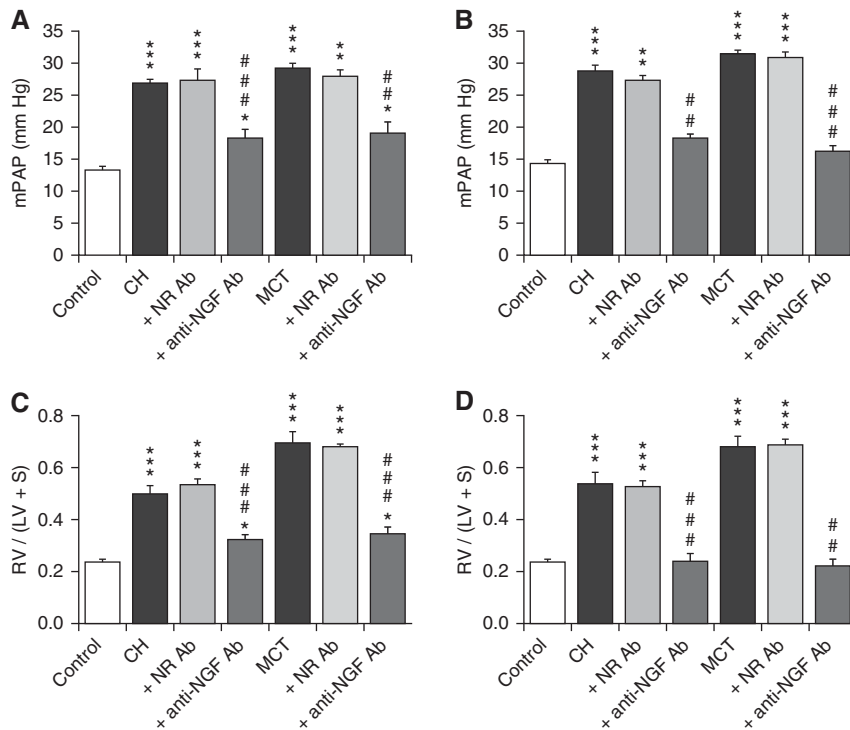 A
mPAP (mm Hg)
35
30
25
20
15
10
5
0
***
***
###*
***
**
##*
Control
CH
+ NR Ab
+ anti-NGF Ab
MCT
+ NR Ab
+ anti-NGF Ab
B
mPAP (mm Hg)
35
30
25
20
15
10
5
0
***
**
##
***
***
###
Control
CH
+ NR Ab
+ anti-NGF Ab
MCT
+ NR Ab
+ anti-NGF Ab
C
RV / (LV + S)
0.8
0.6
0.4
0.2
0.0
***
***
###*
***
***
###*
Control
CH
+ NR Ab
+ anti-NGF Ab
MCT
+ NR Ab
+ anti-NGF Ab
D
RV / (LV + S)
0.8
0.6
0.4
0.2
0.0
***
***
###
***
***
##
Control
CH
+ NR Ab
+ anti-NGF Ab
MCT
+ NR Ab
+ anti-NGF Ab